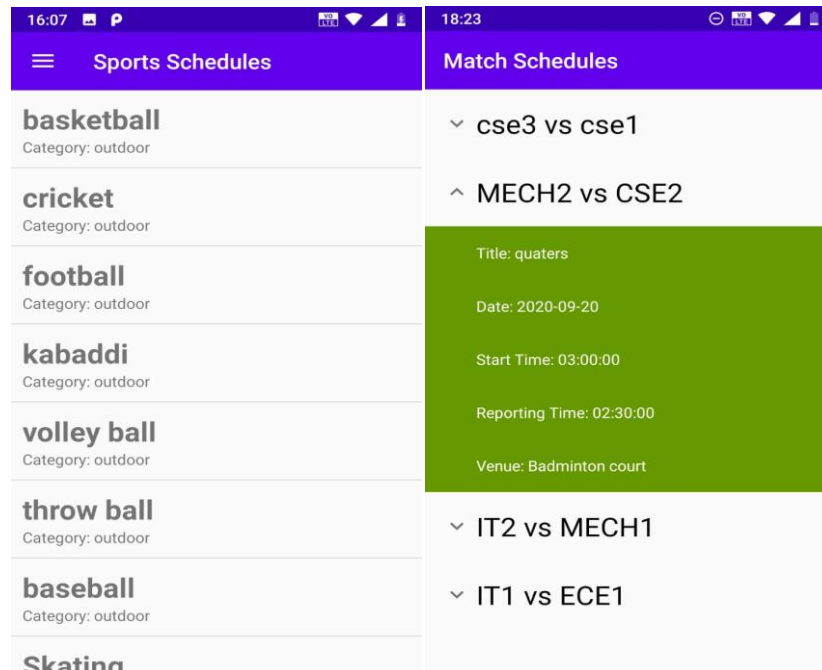 16:07
Sports Schedules
basketball
Category: outdoor
cricket
Category: outdoor
football
Category: outdoor
kabaddi
Category: outdoor
volley ball
Category: outdoor
throw ball
Category: outdoor
baseball
Category: outdoor
Skating
18:23
Match Schedules
cse3 vs cse1
MECH2 vs CSE2
Title: quaters
Date: 2020-09-20
Start Time: 03:00:00
Reporting Time: 02:30:00
Venue: Badminton court
IT2 vs MECH1
IT1 vs ECE1